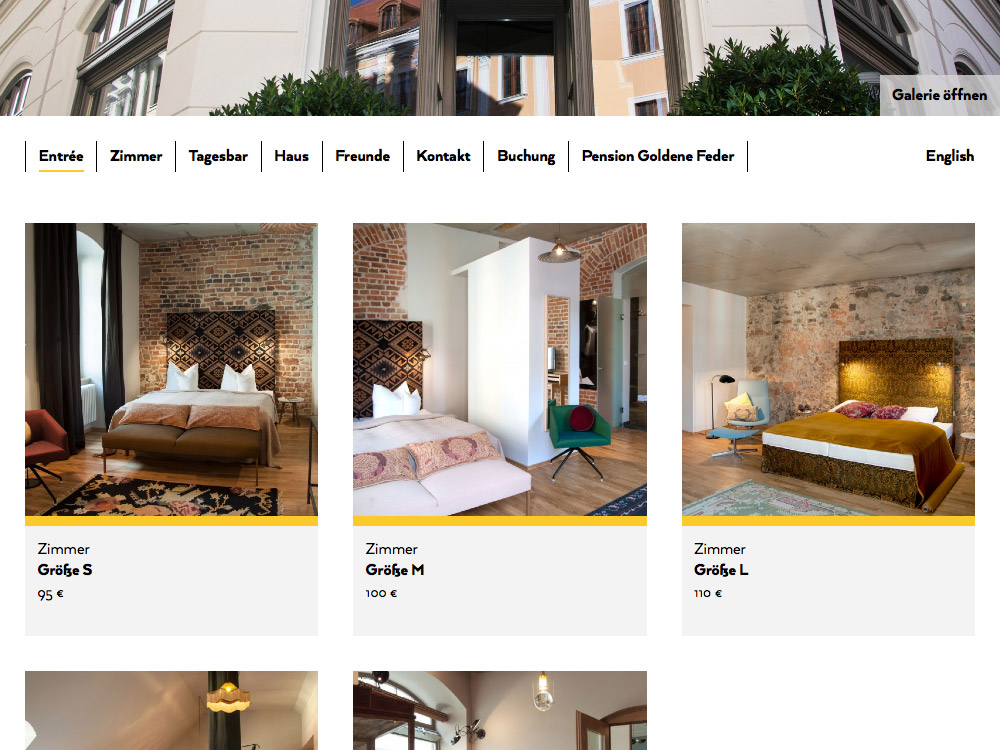 Galerie öffnen
Entrée
Zimmer
Tagesbar
Haus
Freunde
Kontakt
Buchung
Pension Goldene Feder
English
Zimmer
Größe S
95 €
Zimmer
Größe M
100 €
Zimmer
Größe L
110 €